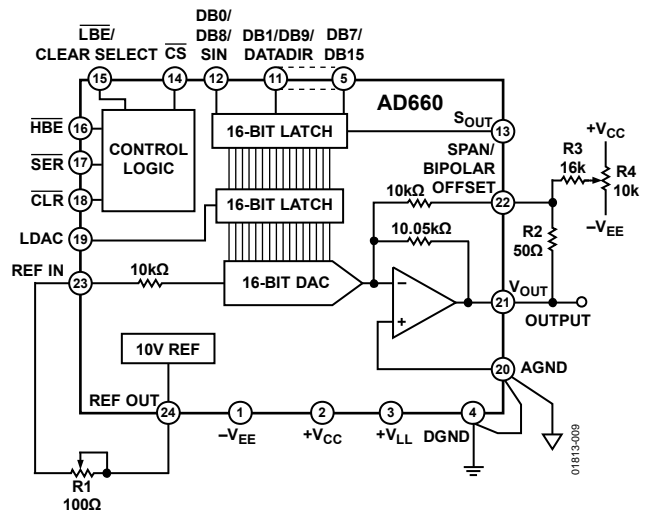 LBE/
CLEAR SELECT
CS
DB0/
DB8/
SIN
DB1/DB9/
DATADIR
DB7/
DB15
15
14
12
11
5
AD660
HBE
16
SER
17
CLR
18
CONTROL
LOGIC
16-BIT LATCH
SOUT
13
SPAN/
BIPOLAR
OFFSET
+VCC
R3
16k
R4
10k
–VEE
LDAC
19
16-BIT LATCH
10kΩ
22
10.05kΩ
R2
50Ω
REF IN
23
10kΩ
16-BIT DAC
–
+
VOUT
21
OUTPUT
10V REF
20
AGND
REF OUT
24
1
–VEE
2
+VCC
3
+VLL
4
DGND
R1
100Ω
01813-009